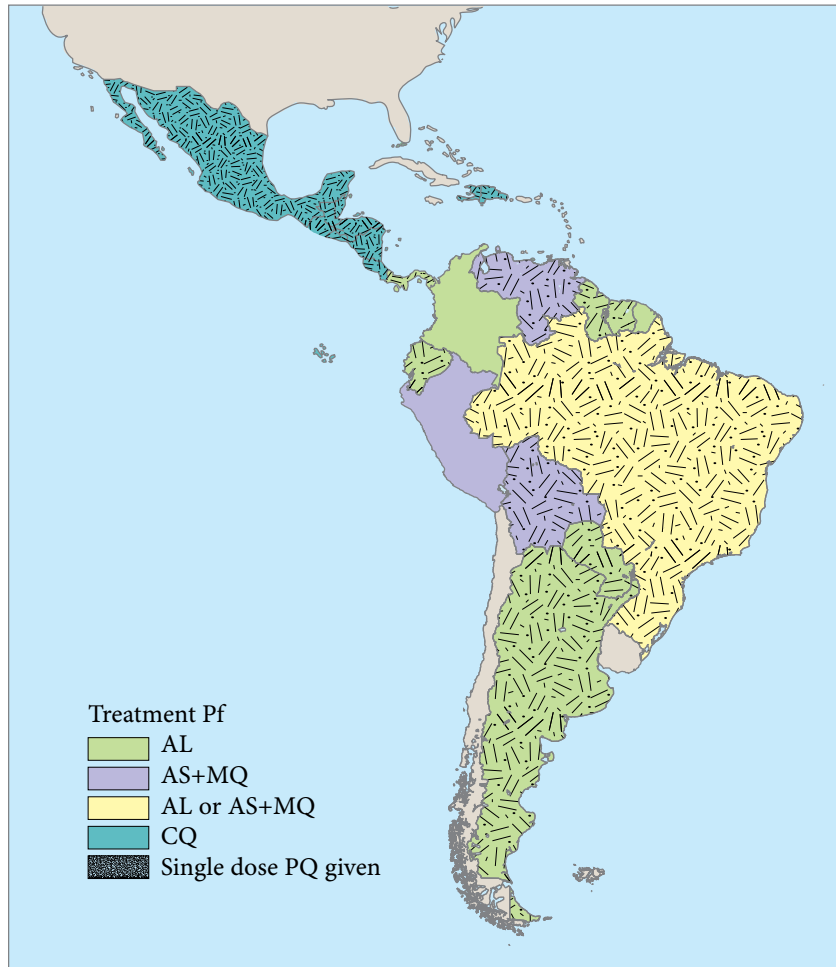 Treatment Pf
AL
AS+MQ
AL or AS+MQ
CQ
Single dose PQ given